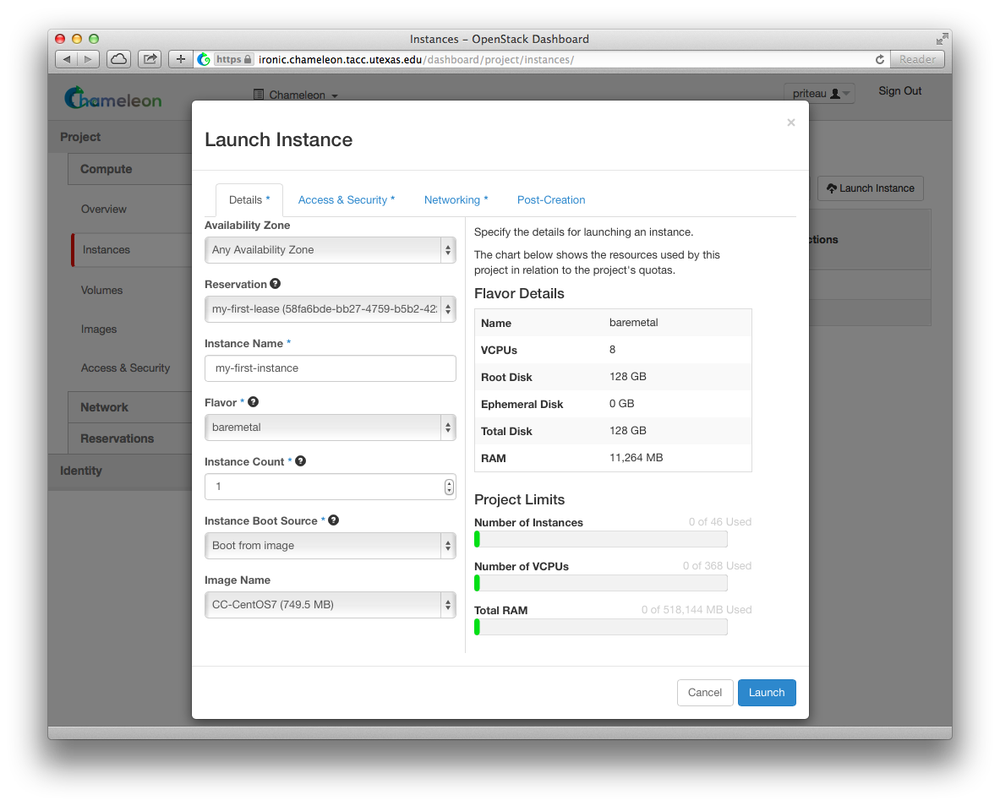 Instances – OpenStack Dashboard
https ironic.chameleon.tacc.utexas.edu/dashboard/project/instances/ Reader
Chameleon Chameleon priteau Sign Out
Project
Compute
Overview
Instances
Volumes
Images
Access & Security
Network
Reservations
Identity
Launch Instance
ctions
Launch Instance
×
Details * Access & Security * Networking * Post-Creation
Availability Zone
Any Availability Zone
Reservation ?
my-first-lease (58fa6bde-bb27-4759-b5b2-42
Instance Name *
my-first-instance
Flavor * ?
baremetal
Instance Count * ?
1
Instance Boot Source * ?
Boot from image
Image Name
CC-CentOS7 (749.5 MB)
Specify the details for launching an instance.
The chart below shows the resources used by this
project in relation to the project's quotas.
Flavor Details
Name baremetal
VCPUs 8
Root Disk 128 GB
Ephemeral Disk 0 GB
Total Disk 128 GB
RAM 11,264 MB
Project Limits
Number of Instances 0 of 46 Used
Number of VCPUs 0 of 368 Used
Total RAM 0 of 518,144 MB Used
Cancel Launch